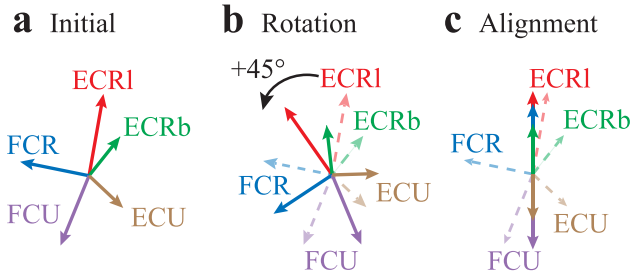 a Initial
ECRl
ECRb
FCR
FCU
ECU
b Rotation
+45°
ECRl
ECRb
FCR
ECU
FCU
c Alignment
ECRl
ECRb
FCR
ECU
FCU